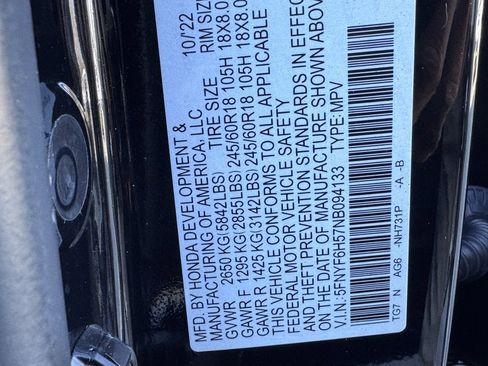 MFD. BY HONDA DEVELOPMENT & 10/22
MANUFACTURING OF AMERICA, LLC
TIRE SIZE RIM SIZ
GVWR 2650 KG(5842LBS)
GAWR F 1295 KG(2855LBS) 245/60R18 105H 18X8.0
GAWR R 1425 KG(3142LBS) 245/60R18 105H 18X8.0
THIS VEHICLE CONFORMS TO ALL APPLICABLE
FEDERAL MOTOR VEHICLE SAFETY
AND THEFT PREVENTION STANDARDS IN EFFEC
ON THE DATE OF MANUFACTURE SHOWN ABOV
V.I.N.:5FNYF6H57NB094133 TYPE:MPV
TG7 N AG6 -NH731P -A -B